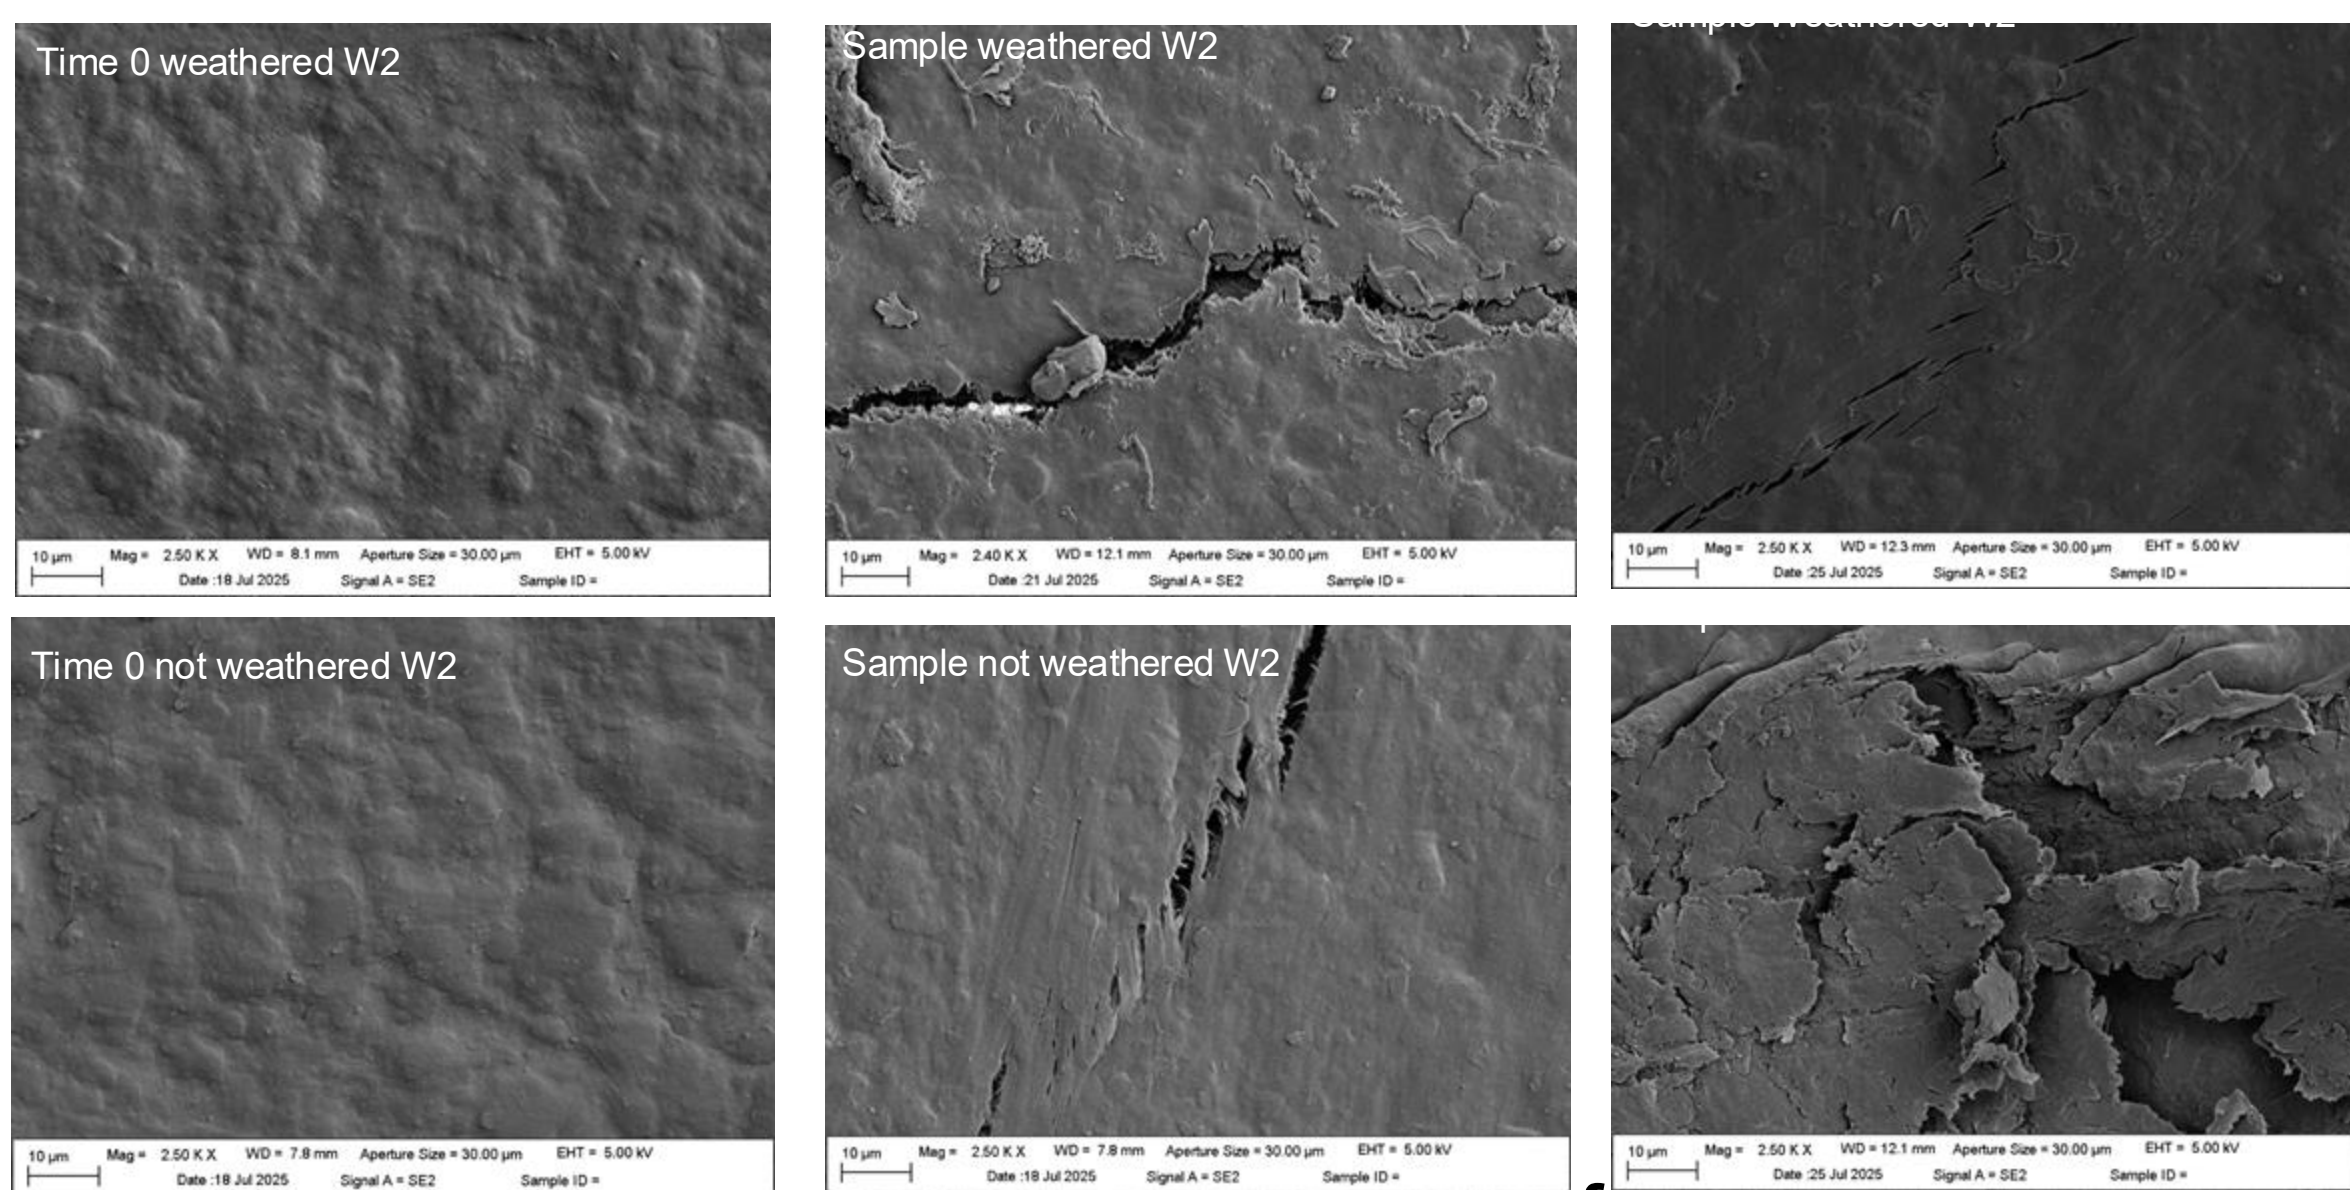 Time 0 weathered W2
10 µm Mag = 2.50 K X WD = 8.1 mm Aperture Size = 30.00 µm EHT = 5.00 kV
Date :18 Jul 2025 Signal A = SE2 Sample ID =
Sample weathered W2
10 µm Mag = 2.40 K X WD = 12.1 mm Aperture Size = 30.00 µm EHT = 5.00 kV
Date :21 Jul 2025 Signal A = SE2 Sample ID =
Sample Weathered W2
10 µm Mag = 2.50 K X WD = 12.3 mm Aperture Size = 30.00 µm EHT = 5.00 kV
Date :25 Jul 2025 Signal A = SE2 Sample ID =
Time 0 not weathered W2
10 µm Mag = 2.50 K X WD = 7.8 mm Aperture Size = 30.00 µm EHT = 5.00 kV
Date :18 Jul 2025 Signal A = SE2 Sample ID =
Sample not weathered W2
10 µm Mag = 2.50 K X WD = 7.8 mm Aperture Size = 30.00 µm EHT = 5.00 kV
Date :18 Jul 2025 Signal A = SE2 Sample ID =
10 µm Mag = 2.50 K X WD = 12.1 mm Aperture Size = 30.00 µm EHT = 5.00 kV
Date :25 Jul 2025 Signal A = SE2 Sample ID =